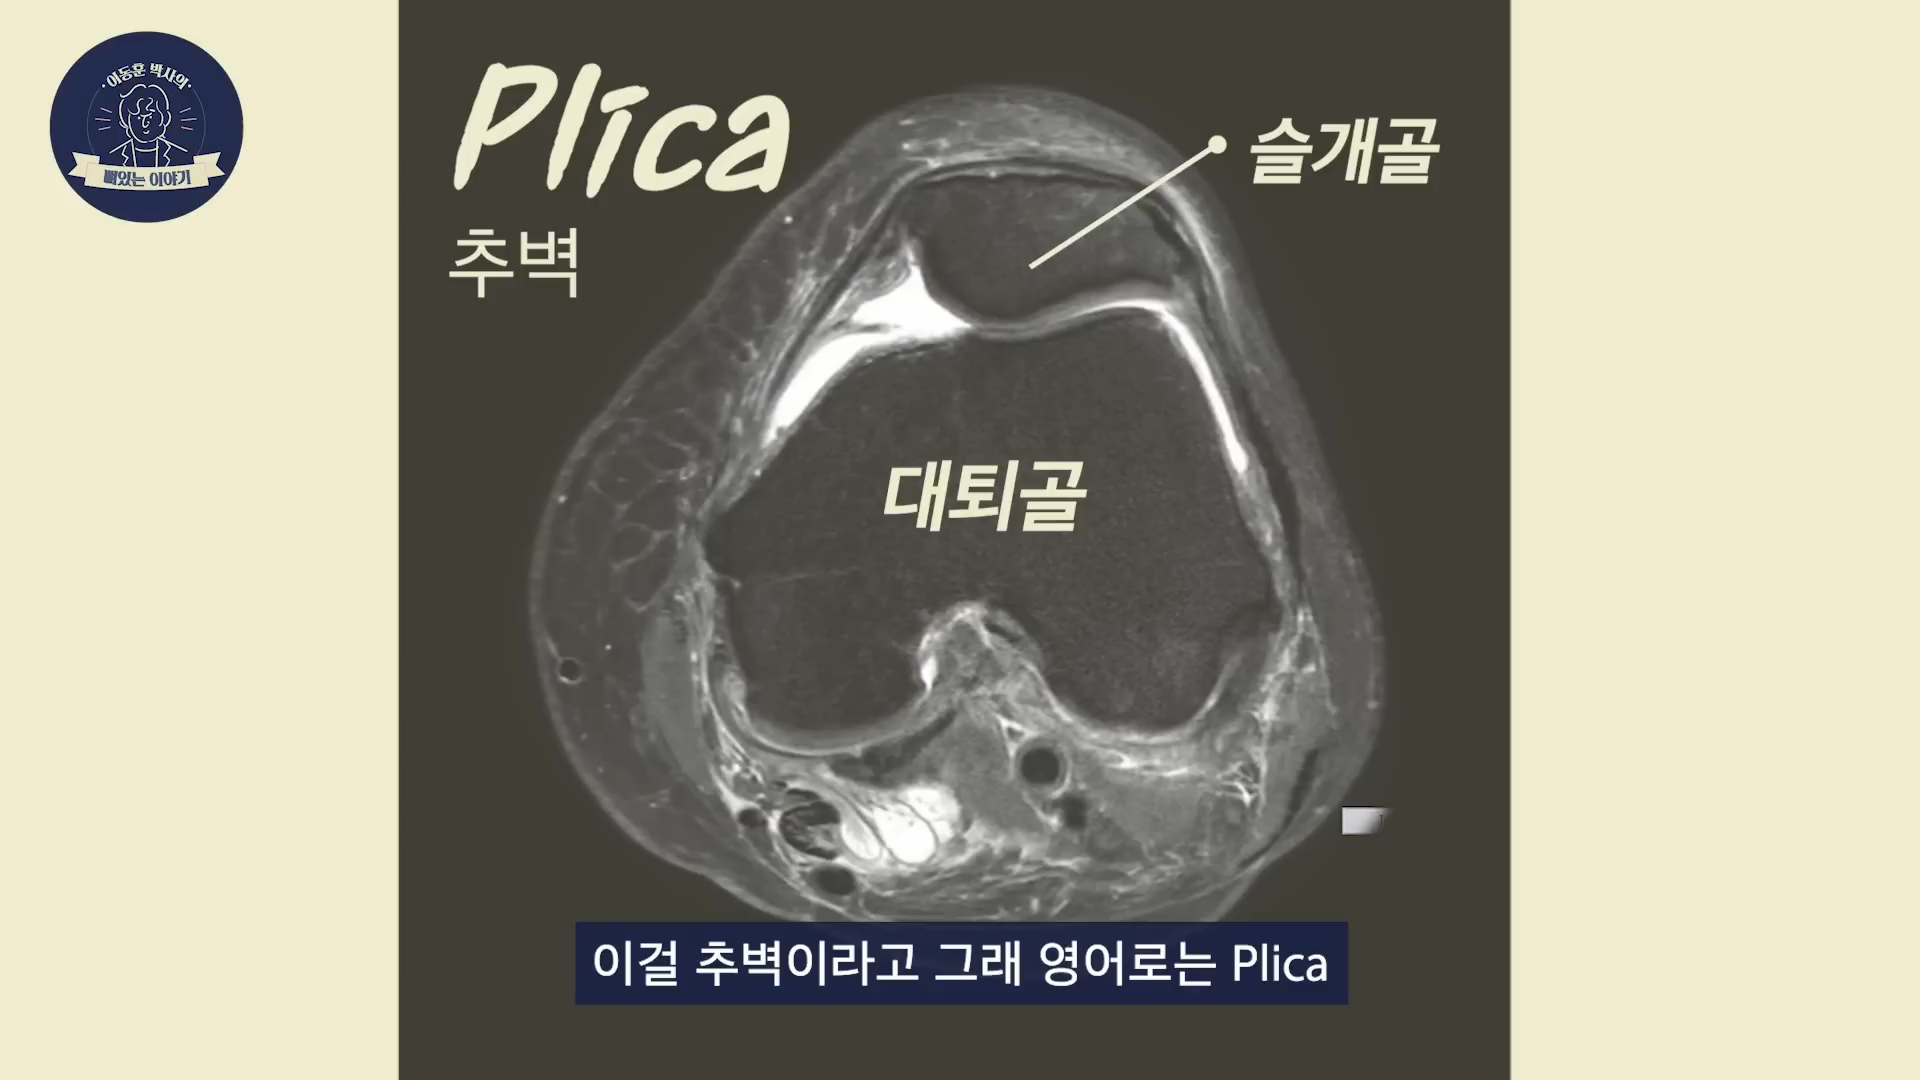 이동훈 박사의
뼈있는 이야기
Plica
추벽
슬개골
대퇴골
이걸 추벽이라고 그래 영어로는 Plica